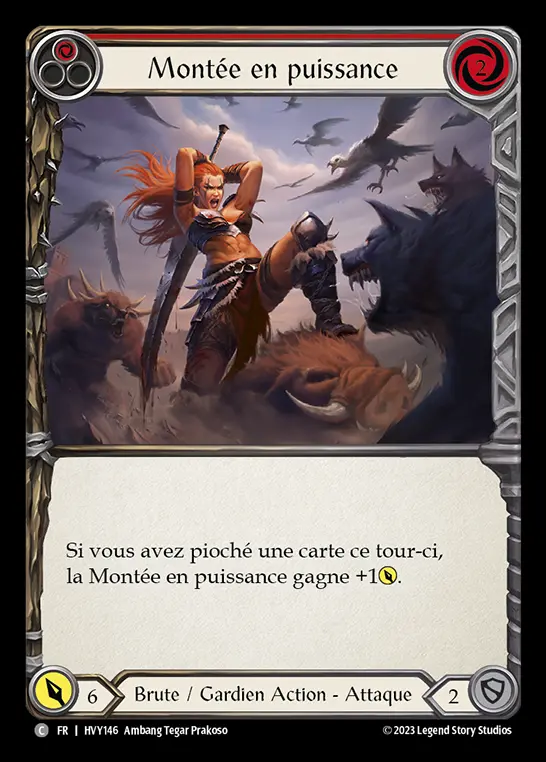 Montée en puissance
2
Si vous avez pioché une carte ce tour-ci,
la Montée en puissance gagne +1.
6
Brute / Gardien Action - Attaque
2
C FR | HVY146 Ambang Tegar Prakoso
©2023 Legend Story Studios